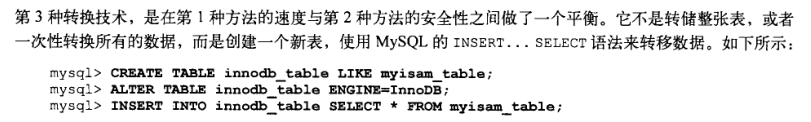 第 3 种转换技术，是在第 1 种方法的速度与第 2 种方法的安全性之间做了一个平衡。它不是转储整张表，或者
一次性转换所有的数据，而是创建一个新表，使用 MySQL 的 INSERT... SELECT 语法来转移数据。如下所示：
mysql> CREATE TABLE innodb_table LIKE myisam_table;
mysql> ALTER TABLE innodb_table ENGINE=InnoDB;
mysql> INSERT INTO innodb_table SELECT * FROM myisam_table;